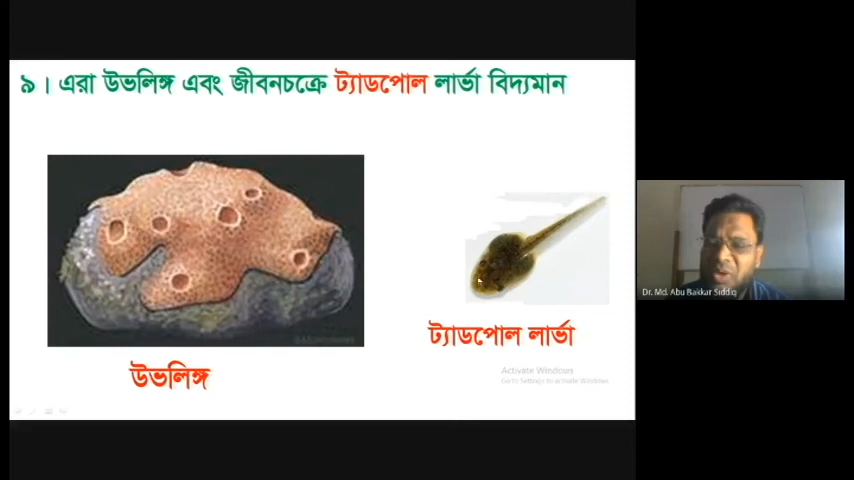 ৯। এরা উভলিঙ্গ এবং জীবনচক্রে ট্যাডপোল লার্ভা বিদ্যমান
Dr. Md. Abu Bakkar Siddiq
ট্যাডপোল লার্ভা
Activate Windows
Go to Settings to activate Windows.
উভলিঙ্গ